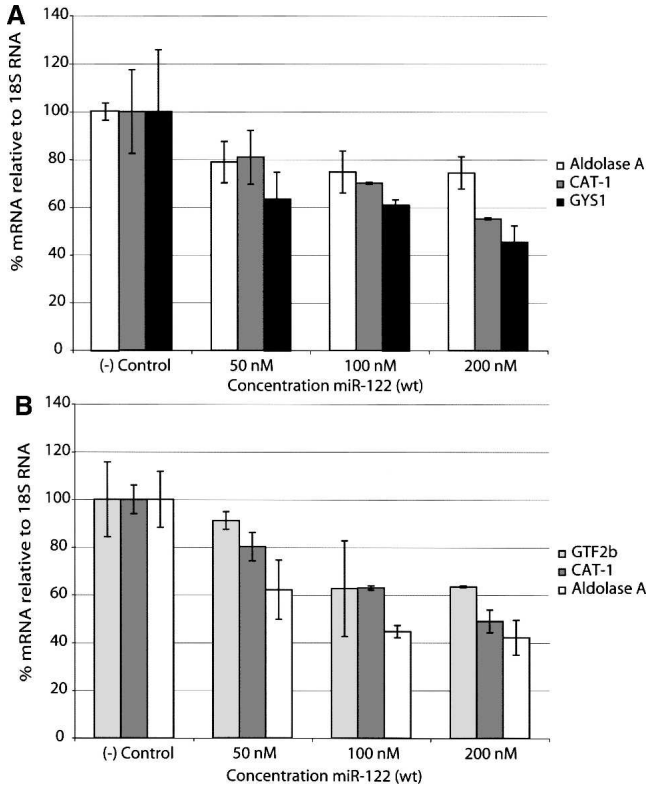 A
% mRNA relative to 18S RNA
140
120
100
80
60
40
20
0
(-) Control
50 nM
100 nM
200 nM
Concentration miR-122 (wt)
Aldolase A
CAT-1
GYS1
B
% mRNA relative to 18S RNA
140
120
100
80
60
40
20
0
(-) Control
50 nM
100 nM
200 nM
Concentration miR-122 (wt)
GTF2b
CAT-1
Aldolase A